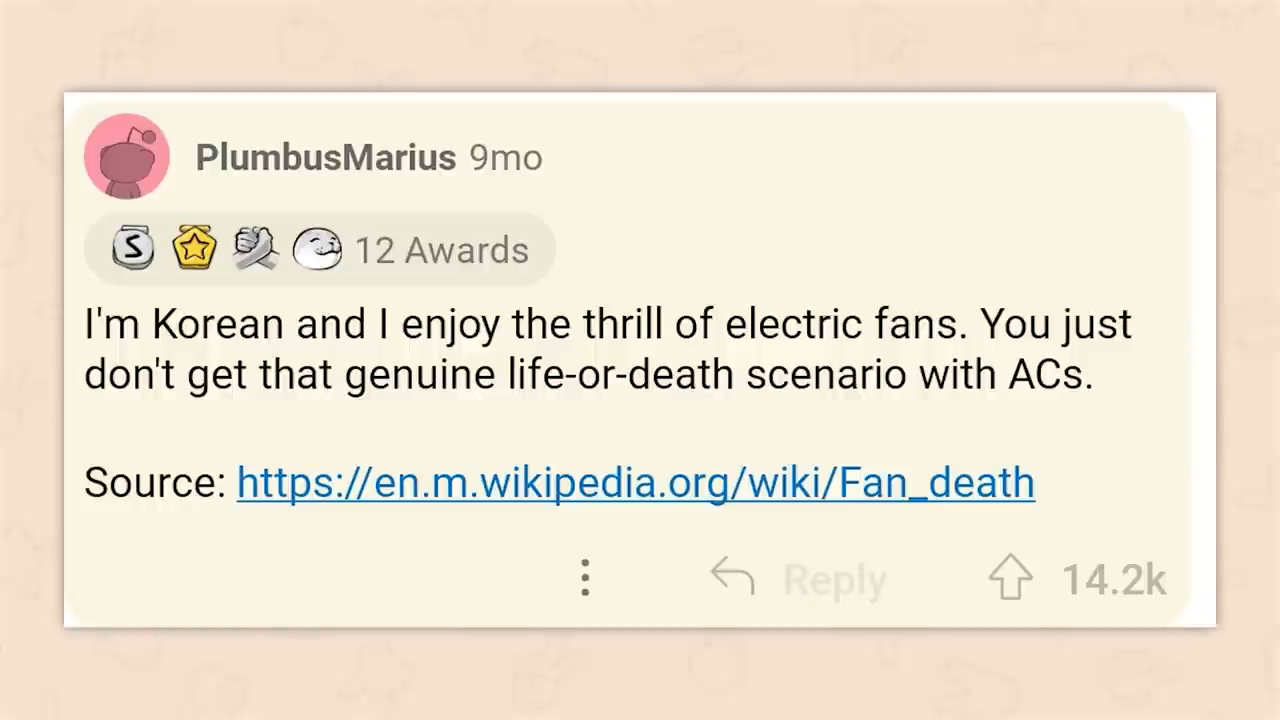 PlumbusMarius 9mo
12 Awards
I'm Korean and I enjoy the thrill of electric fans. You just
don't get that genuine life-or-death scenario with ACs.
Source: https://en.m.wikipedia.org/wiki/Fan_death
Reply 14.2k